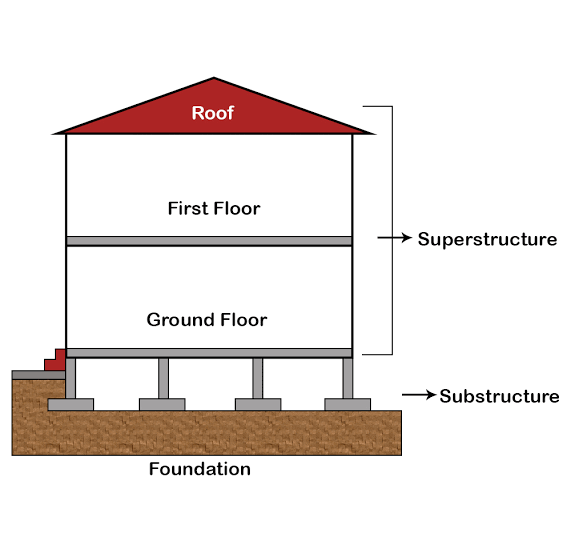 Roof
First Floor
Superstructure
Ground Floor
Substructure
Foundation